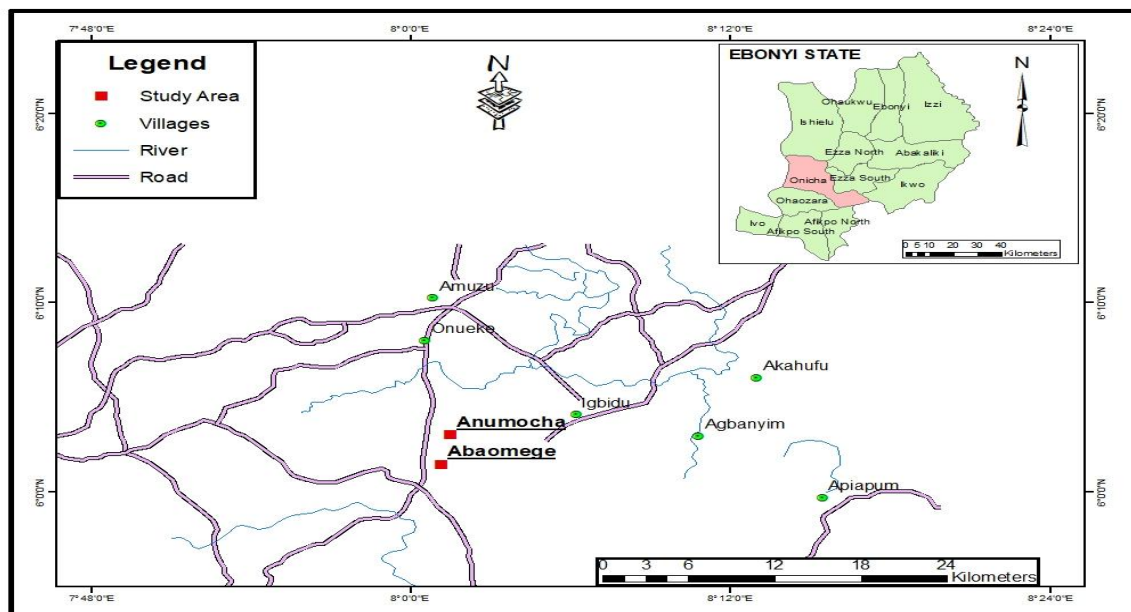 7°48'0"E 8°0'0"E 8°12'0"E 8°24'0"E
Legend
Study Area
Villages
River
Road
N
EBONYI STATE
N
Ohaukwu
Ebonyi
Izzi
Ishielu
Ezza North
Abakaliki
Onicha
Ezza South
Ikwo
Ohaozara
Ivo
Afikpo North
Afikpo South
0 5 10 20 30 40
Kilometers
6°20'0"N 6°20'0"N
6°10'0"N 6°10'0"N
6°0'0"N 6°0'0"N
Amuzu
Onueke
Akahufu
Igbidu
Anumocha
Agbanyim
Abaomege
Apiapum
0 3 6 12 18 24
Kilometers
7°48'0"E 8°0'0"E 8°12'0"E 8°24'0"E